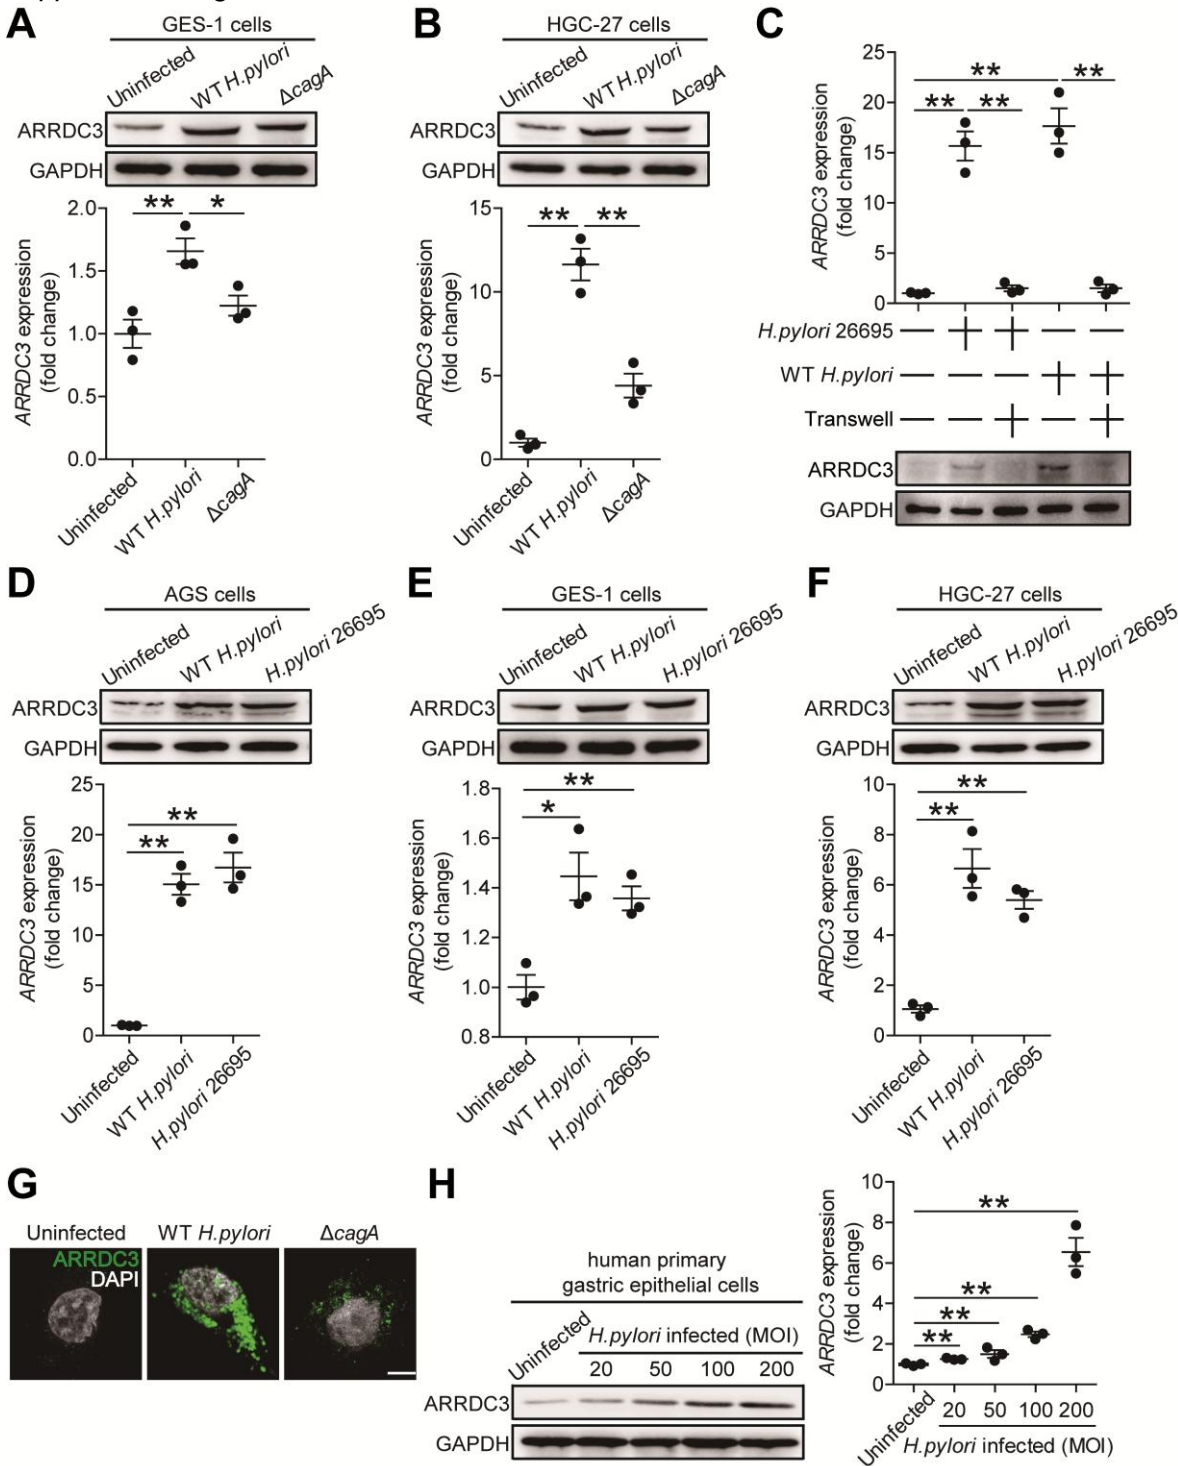 A
GES-1 cells
Uninfected
WT H.pylori
ΔcagA
ARRDC3
GAPDH
ARRDC3 expression
(fold change)
2.0
1.5
1.0
0.5
0.0
**
*
Uninfected
WT H.pylori
ΔcagA
B
HGC-27 cells
Uninfected
WT H.pylori
ΔcagA
ARRDC3
GAPDH
ARRDC3 expression
(fold change)
15
10
5
0
**
**
Uninfected
WT H.pylori
ΔcagA
C
ARRDC3 expression
(fold change)
25
20
15
10
5
0
**
**
**
**
H.pylori 26695 — + + — —
WT H.pylori — — — + +
Transwell — — + — +
ARRDC3
GAPDH
D
AGS cells
Uninfected
WT H.pylori
H.pylori 26695
ARRDC3
GAPDH
ARRDC3 expression
(fold change)
25
20
15
10
5
0
**
**
Uninfected
WT H.pylori
H.pylori 26695
E
GES-1 cells
Uninfected
WT H.pylori
H.pylori 26695
ARRDC3
GAPDH
ARRDC3 expression
(fold change)
1.8
1.6
1.4
1.2
1.0
0.8
**
*
Uninfected
WT H.pylori
H.pylori 26695
F
HGC-27 cells
Uninfected
WT H.pylori
H.pylori 26695
ARRDC3
GAPDH
ARRDC3 expression
(fold change)
10
8
6
4
2
0
**
**
Uninfected
WT H.pylori
H.pylori 26695
G
Uninfected
WT H.pylori
ΔcagA
ARRDC3
DAPI
H
human primary
gastric epithelial cells
Uninfected
H.pylori infected (MOI)
20 50 100 200
ARRDC3
GAPDH
ARRDC3 expression
(fold change)
10
8
6
4
2
0
**
**
**
**
Uninfected
20 50 100 200
H.pylori infected (MOI)